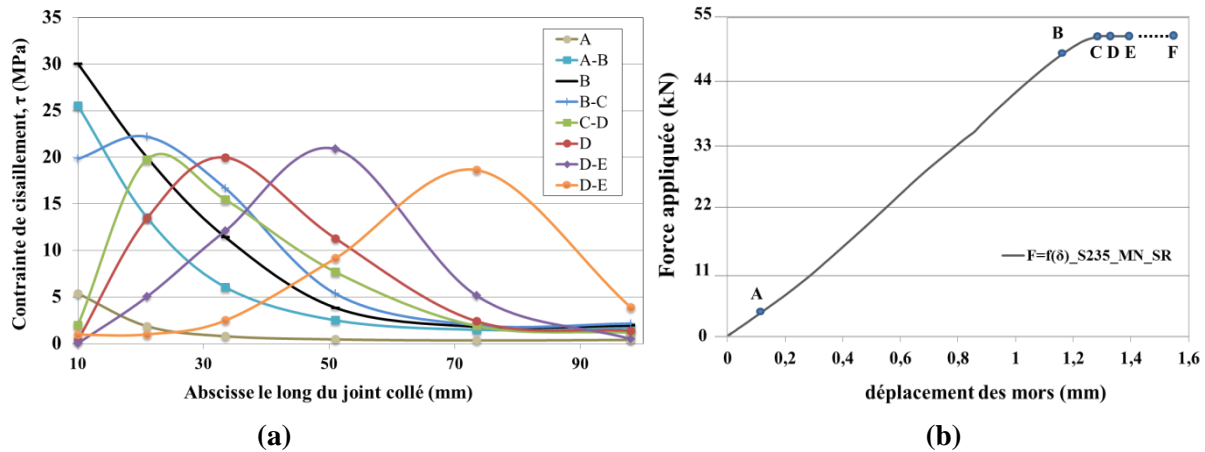 35
30
25
20
15
10
5
0
10
30
50
70
90
Contrainte de cisaillement, τ (MPa)
Abscisse le long du joint collé (mm)
A
A-B
B
B-C
C-D
D
D-E
D-E
(a)
55
44
33
22
11
0
0
0,2
0,4
0,6
0,8
1
1,2
1,4
1,6
Force appliquée (kN)
déplacement des mors (mm)
A
B
C D E
F
F=f(δ)_S235_MN_SR
(b)